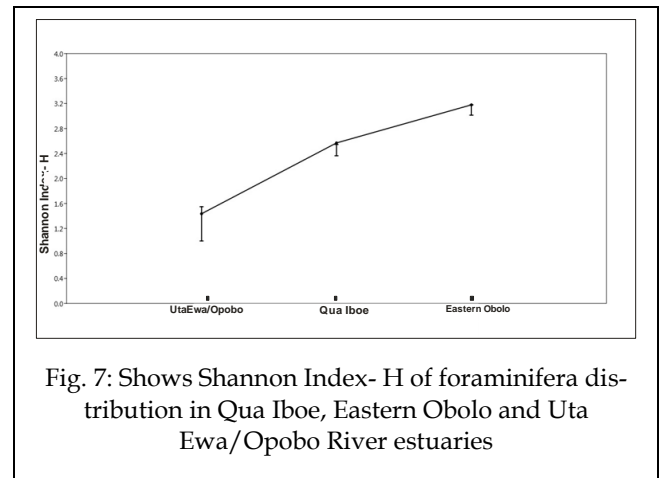 4.0
3.6
3.2
2.8
2.4
2.0
1.6
1.2
0.8
0.4
0.0
Shannon Index- H
UtaEwa/Opobo
Qua Iboe
Eastern Obolo
Fig. 7: Shows Shannon Index- H of foraminifera dis-
tribution in Qua Iboe, Eastern Obolo and Uta
Ewa/Opobo River estuaries